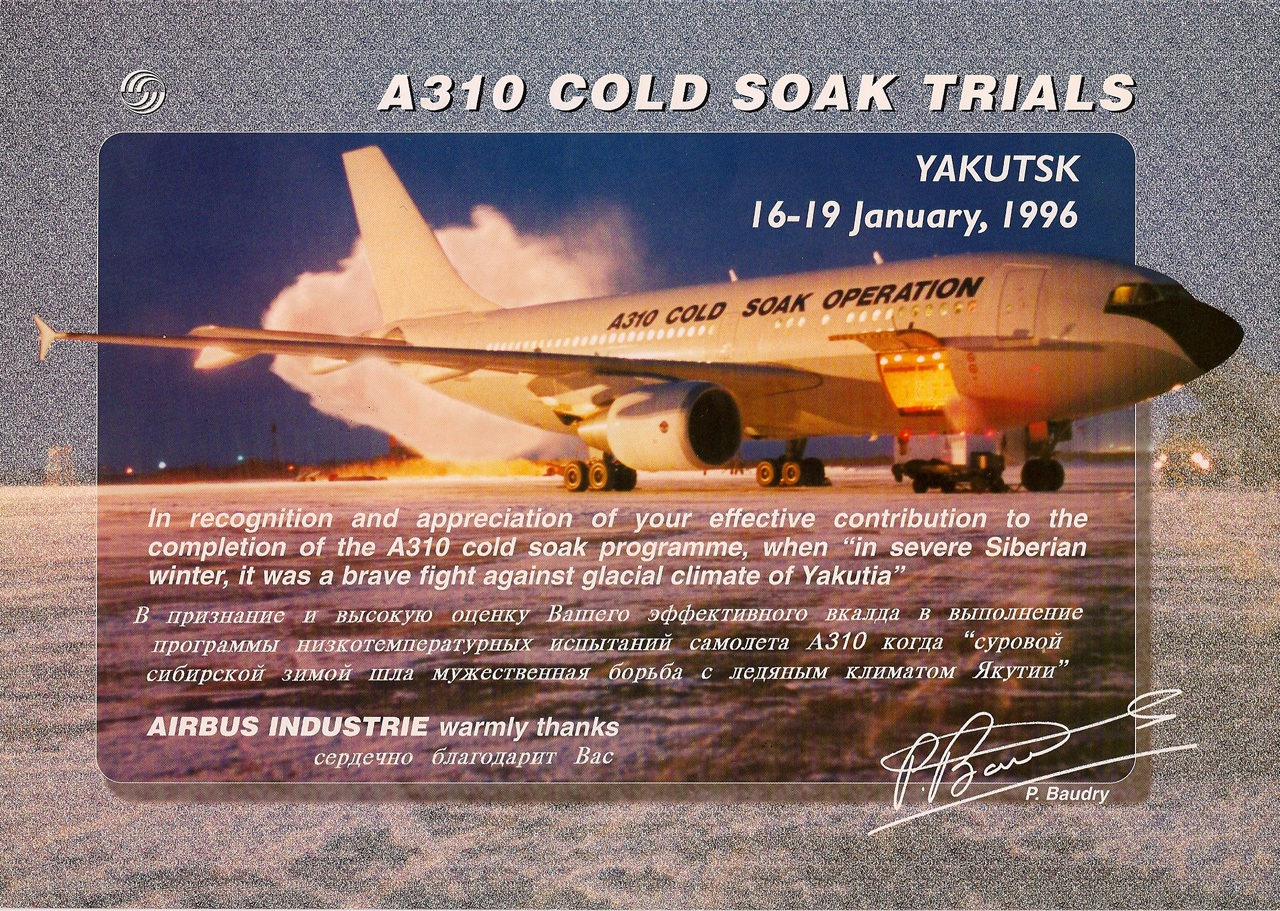 A310 COLD SOAK TRIALS
YAKUTSK
16-19 January, 1996
A310 COLD SOAK OPERATION
In recognition and appreciation of your effective contribution to the
completion of the A310 cold soak programme, when “in severe Siberian
winter, it was a brave fight against glacial climate of Yakutia”
В признание и высокую оценку Вашего эффективного вкалда в выполнение
программы низкотемпературных испытаний самолета А310 когда “суровой
сибирской зимой шла мужественная борьба с ледяным климатом Якутии”
AIRBUS INDUSTRIE warmly thanks
сердечно благодарит Вас
P. Baudry
P. Baudry